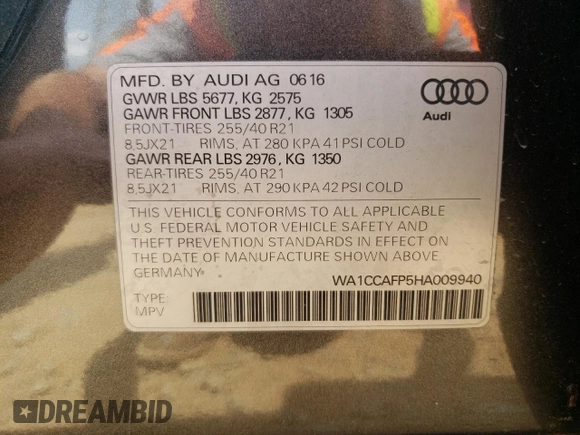 MFD. BY AUDI AG 06 16
GVWR LBS 5677, KG 2575
GAWR FRONT LBS 2877, KG 1305
FRONT-TIRES 255/40 R21
8,5JX21 RIMS, AT 280 KPA 41 PSI COLD
GAWR REAR LBS 2976, KG 1350
REAR-TIRES 255/40 R21
8,5JX21 RIMS, AT 290 KPA 42 PSI COLD
Audi
THIS VEHICLE CONFORMS TO ALL APPLICABLE
U.S. FEDERAL MOTOR VEHICLE SAFETY AND
THEFT PREVENTION STANDARDS IN EFFECT ON
THE DATE OF MANUFACTURE SHOWN ABOVE.
GERMANY
WA1CCAFP5HA009940
TYPE
MPV
DREAMBID